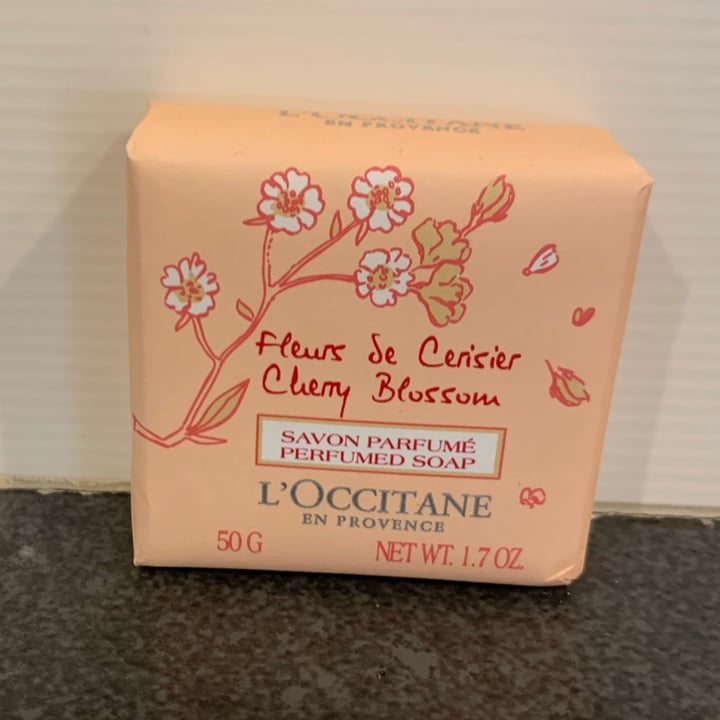 L'OCCITANE
EN PROVENCE
Fleurs de Cerisier
Cherry Blossom
SAVON PARFUMÉ
PERFUMED SOAP
L'OCCITANE
EN PROVENCE
50 G
NET WT. 1.7 OZ.